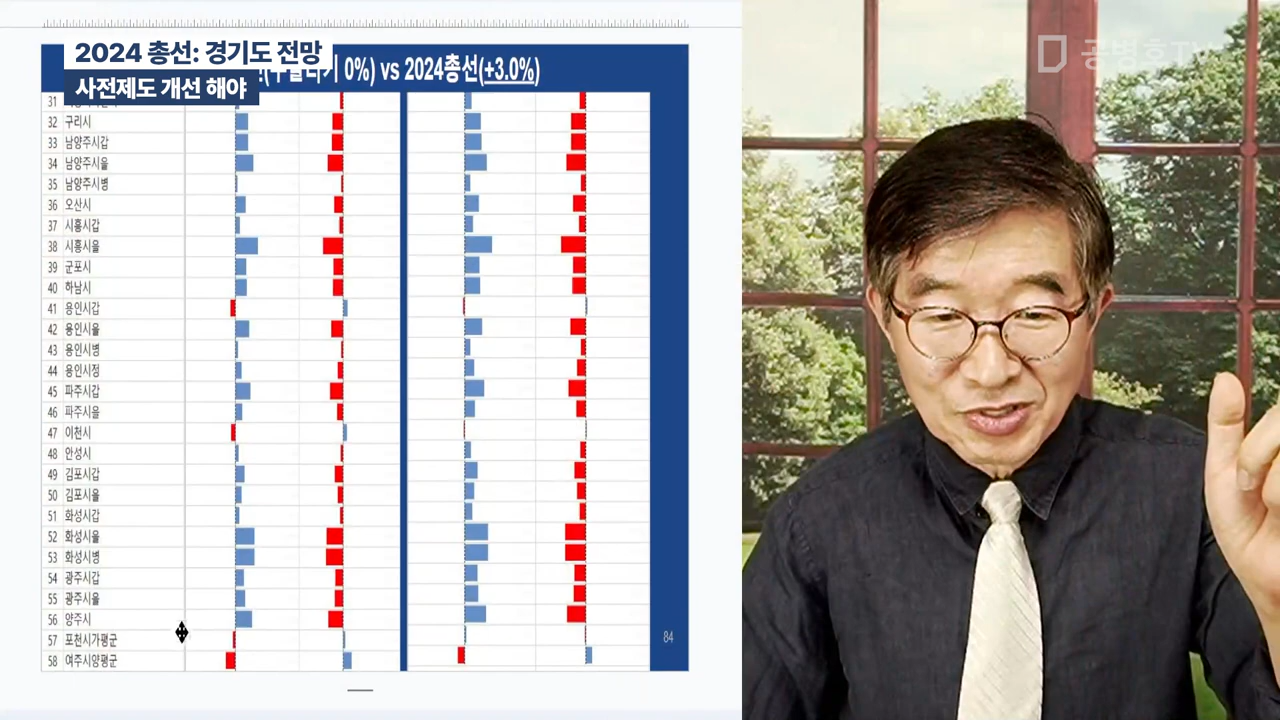 2024 총선: 경기도 전망
사전제도 개선 해야
0%) vs 2024총선(+3.0%)
공병호TV
31
32 구리시
33 남양주시갑
34 남양주시을
35 남양주시병
36 오산시
37 시흥시갑
38 시흥시을
39 군포시
40 하남시
41 용인시갑
42 용인시을
43 용인시병
44 용인시정
45 파주시갑
46 파주시을
47 이천시
48 안성시
49 김포시갑
50 김포시을
51 화성시갑
52 화성시을
53 화성시병
54 광주시갑
55 광주시을
56 양주시
57 포천시가평군
58 여주시양평군
84